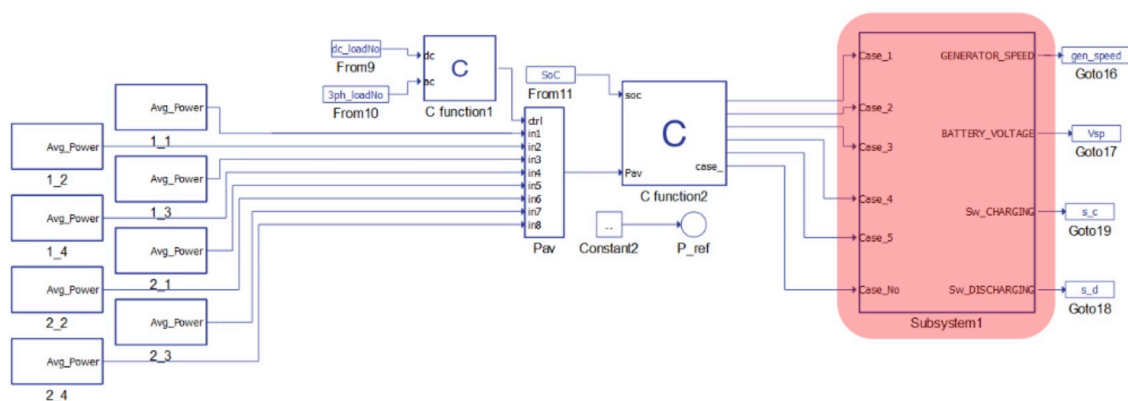 dc_loadNo
From9
3ph_loadNo
From10
dc
ac
C
C function1
SoC
From11
soc
Pav
C
case_
C function2
Avg_Power
1_1
Avg_Power
1_2
Avg_Power
1_3
Avg_Power
1_4
Avg_Power
2_1
Avg_Power
2_2
Avg_Power
2_3
Avg_Power
2_4
ctrl
in1
in2
in3
in4
in5
in6
in7
in8
Pav
..
Constant2
P_ref
Case_1
Case_2
Case_3
Case_4
Case_5
Case_No
GENERATOR_SPEED
BATTERY_VOLTAGE
Sw_CHARGING
Sw_DISCHARGING
Subsystem1
gen_speed
Goto16
Vsp
Goto17
s_c
Goto19
s_d
Goto18